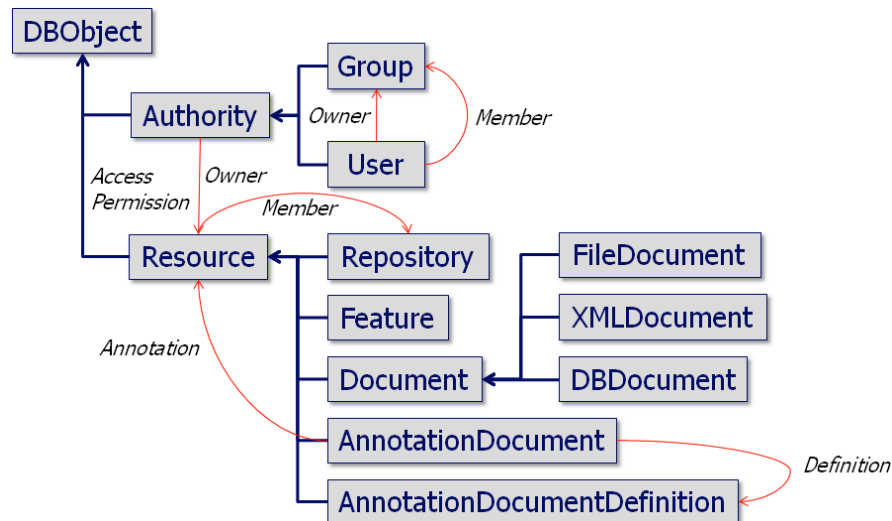 DBObject
Group
Authority
Owner
Member
User
Access
Permission
Owner
Member
Resource
Repository
FileDocument
Feature
XMLDocument
Annotation
Document
DBDocument
AnnotationDocument
Definition
AnnotationDocumentDefinition